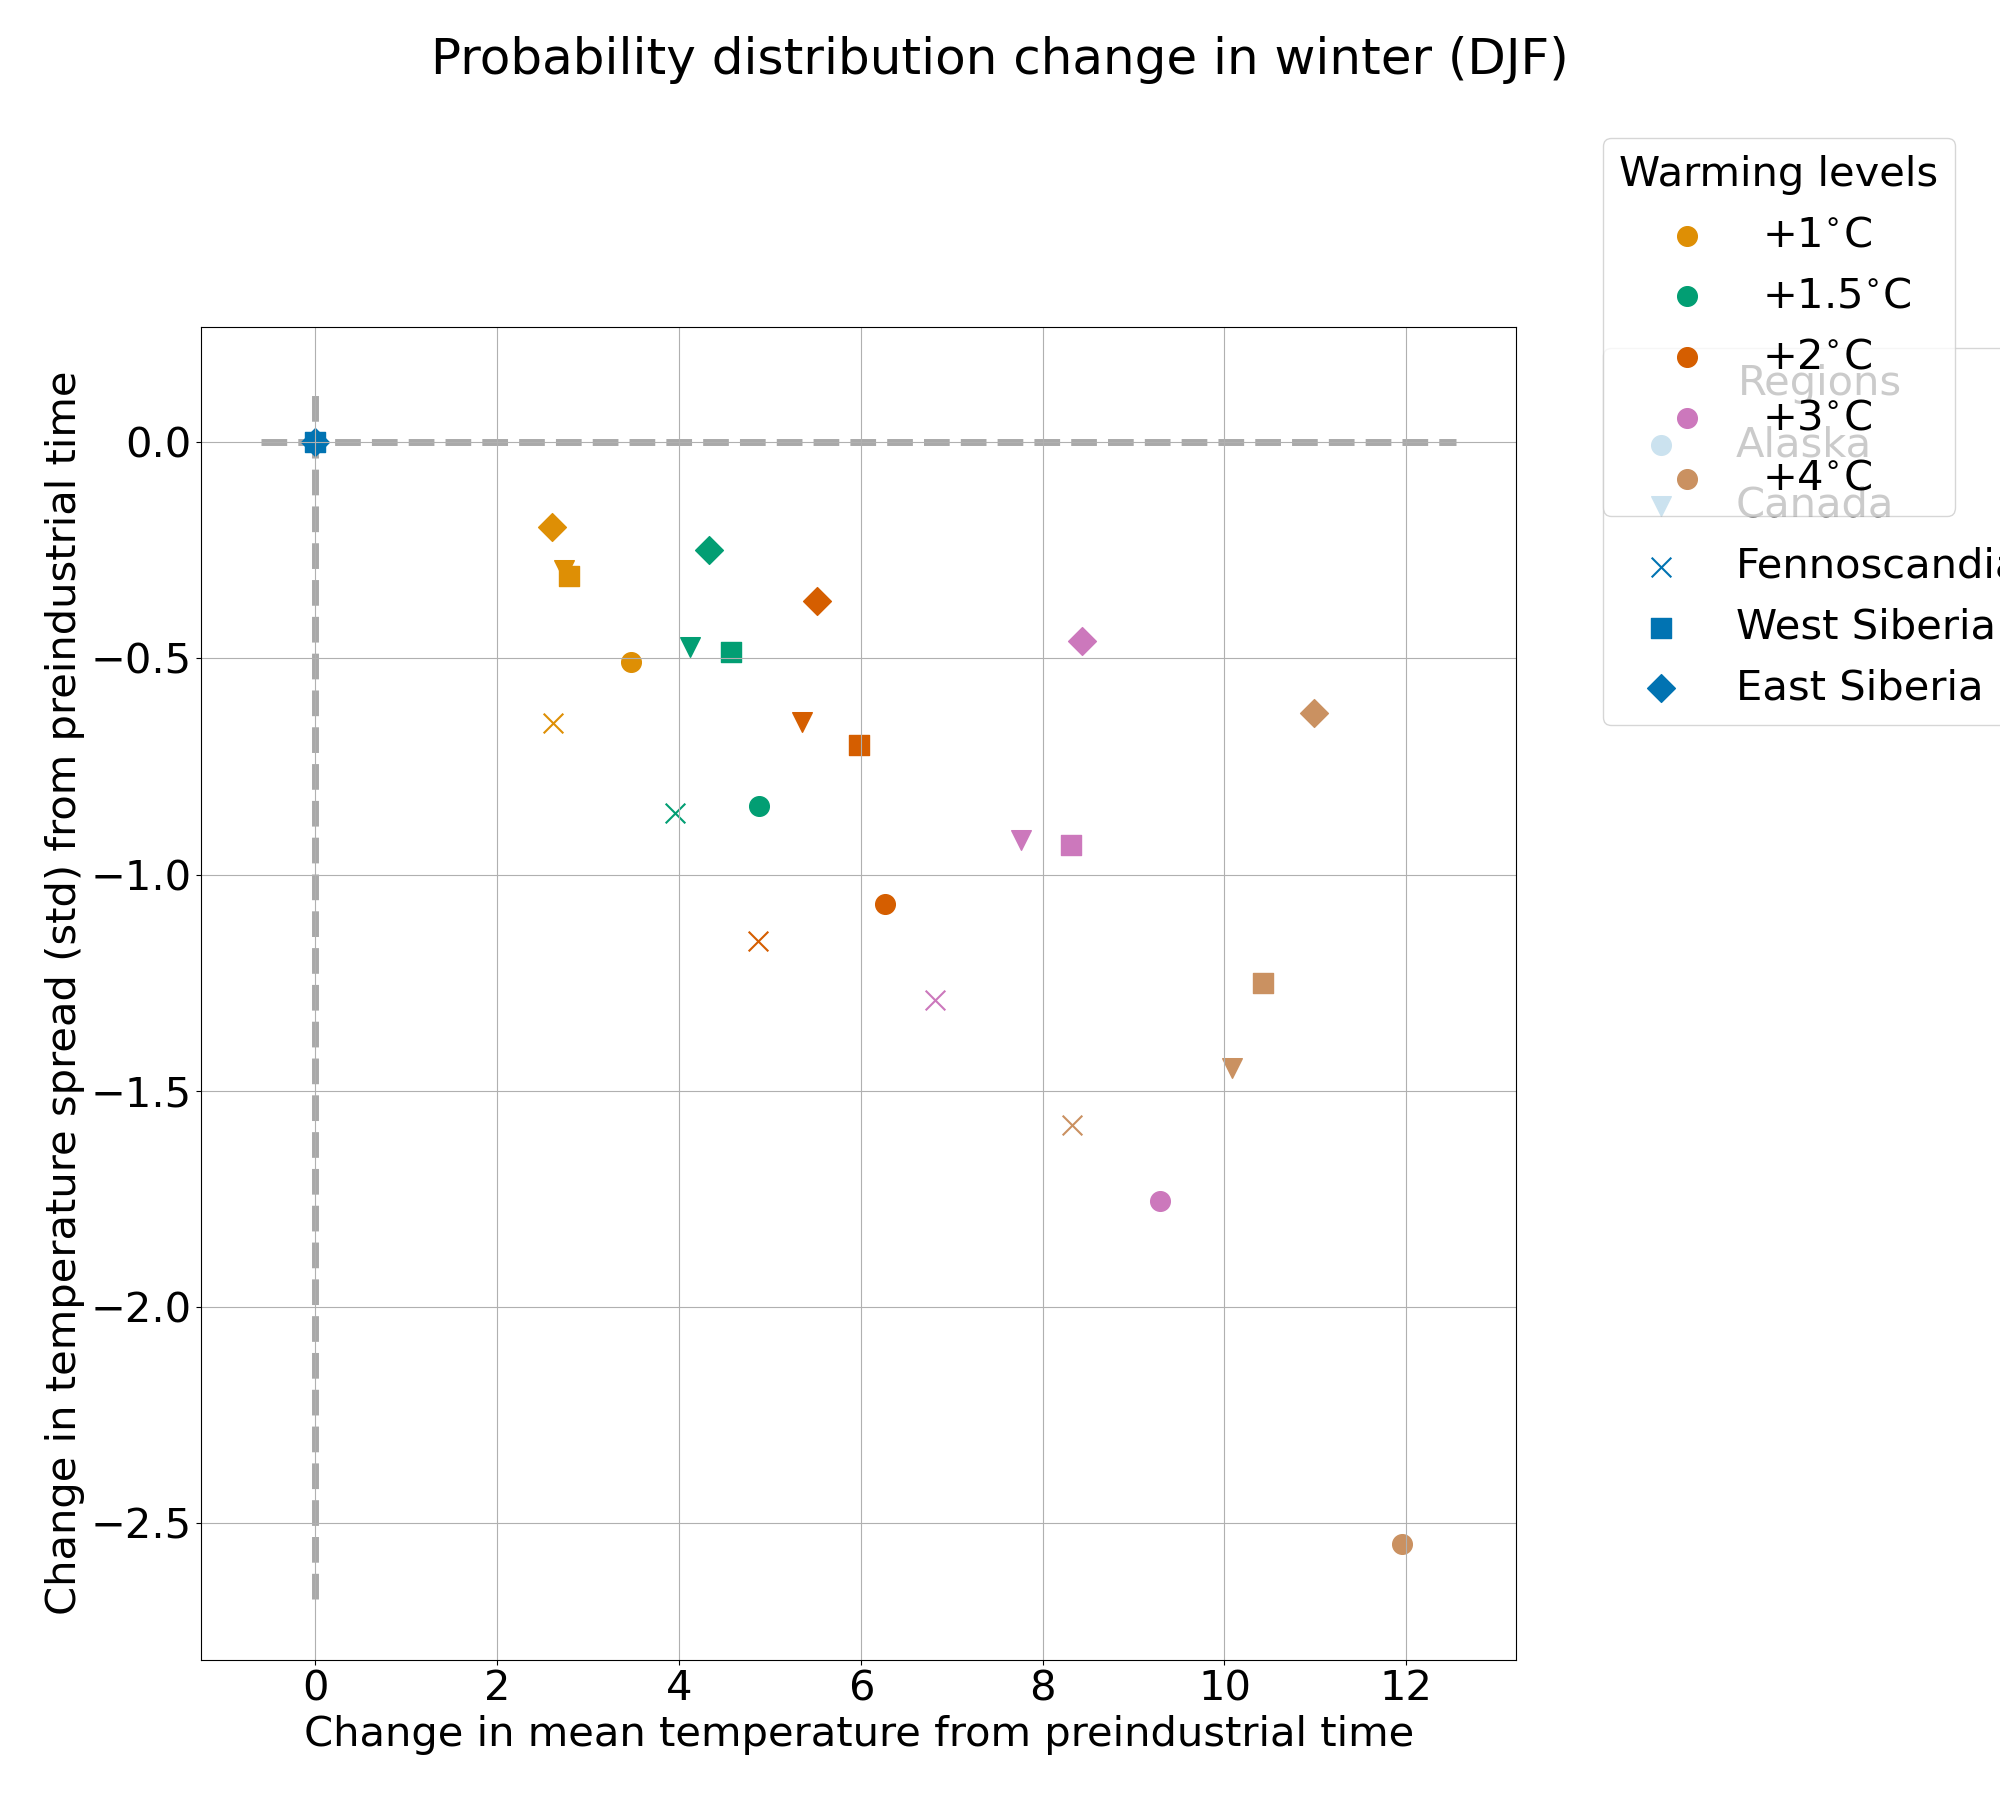 Probability distribution change in winter (DJF)
Warming levels
+1°C
+1.5°C
+2°C
+3°C
+4°C
Regions
Alaska
Canada
Fennoscandia
West Siberia
East Siberia
Change in temperature spread (std) from preindustrial time
0.0
−0.5
−1.0
−1.5
−2.0
−2.5
0 2 4 6 8 10 12
Change in mean temperature from preindustrial time